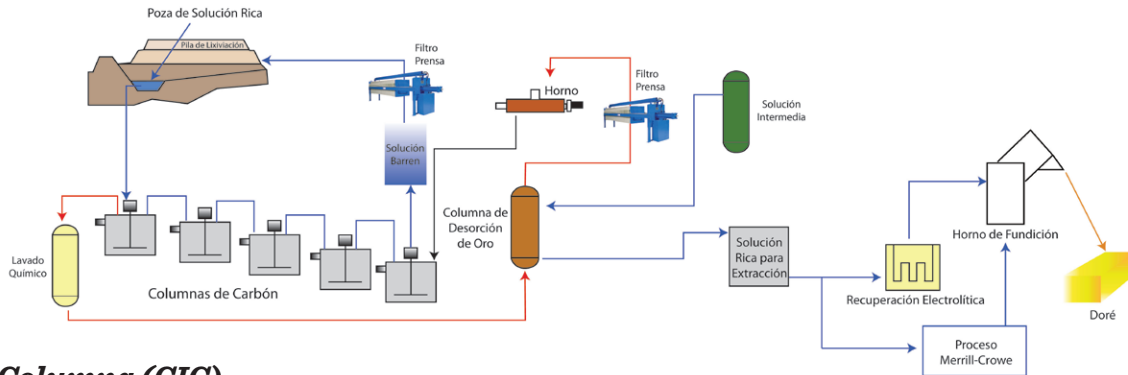 Poza de Solución Rica
Pila de Lixiviación
Filtro
Prensa
Horno
Filtro
Prensa
Solución
Intermedia
Solución
Barren
Lavado
Químico
Columnas de Carbón
Columna de
Desorción
de Oro
Solución
Rica para
Extracción
Recuperación Electrolítica
Horno de Fundición
Doré
Proceso
Merrill-Crowe
Columna (CIC)